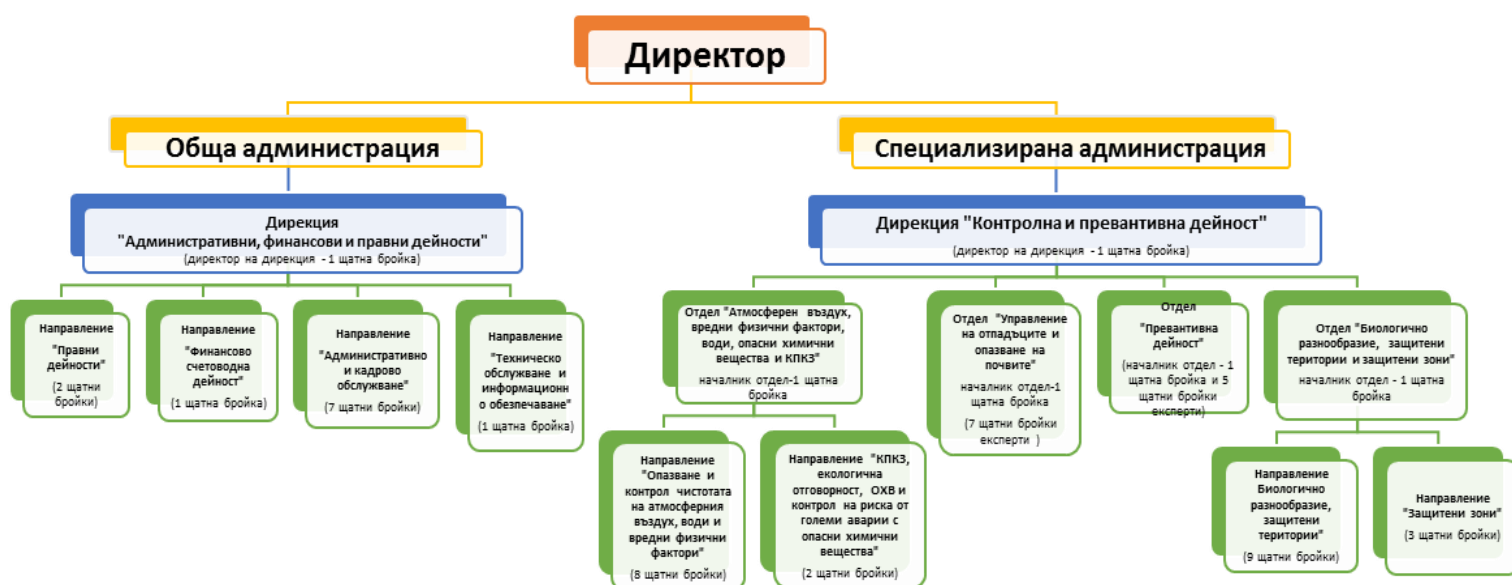 Директор
Обща администрация
Специализирана администрация
Дирекция
"Административни, финансови и правни дейности"
(директор на дирекция - 1 щатна бройка)
Дирекция "Контролна и превантивна дейност"
(директор на дирекция - 1 щатна бройка)
Направление
"Правни
дейности"
(2 щатни
бройки)
Направление
"Финансово
счетоводна
дейност"
(1 щатна бройка)
Направление
"Административно
и кадрово
обслужване"
(7 щатни бройки)
Направление
"Техническо
обслужване и
информационн
о обезпечаване"
(1 щатна бройка)
Отдел "Атмосферен въздух,
вредни физични фактори,
води, опасни химични
вещества и КПКЗ"
началник отдел-1 щатна
бройка
Отдел "Управление
на отпадъците и
опазване на
почвите"
началник отдел-1
щатна бройка
(7 щатни бройки
експерти )
Отдел
"Превантивна
дейност"
(началник отдел - 1
щатна бройка и 5
щатни бройки
експерти)
Отдел "Биологично
разнообразие, защитени
територии и защитени зони"
началник отдел - 1 щатна
бройка
Направление
"Опазване и
контрол чистотата
на атмосферния
въздух, води и
вредни физични
фактори"
(8 щатни бройки)
Направление "КПКЗ,
екологична
отговорност, ОХВ и
контрол на риска от
големи аварии с
опасни химични
вещества"
(2 щатни бройки)
Направление
Биологично
разнообразие,
защитени
територии"
(9 щатни бройки)
Направление
"Защитени зони"
(3 щатни бройки)